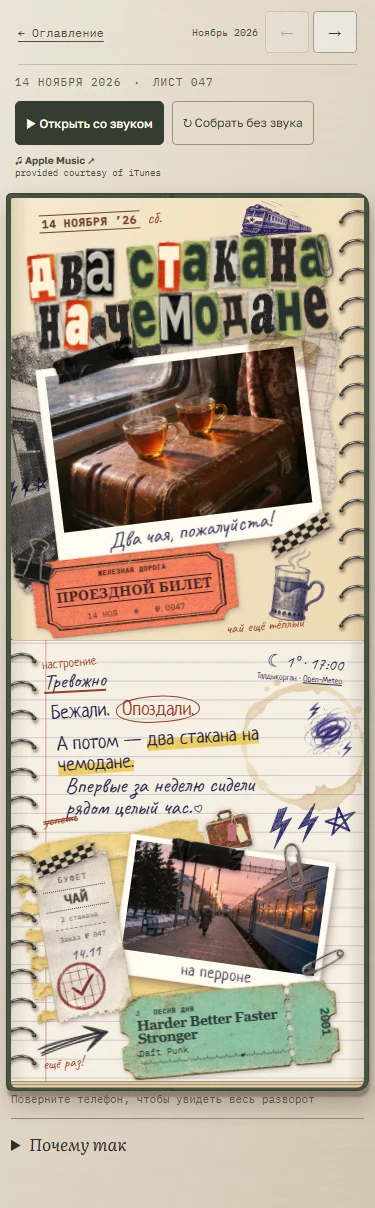 ← Оглавление
Ноябрь 2026
←
→
14 НОЯБРЯ 2026 · ЛИСТ 047
▶ Открыть со звуком
↻ Собрать без звука
♫ Apple Music ↗
provided courtesy of iTunes
14 НОЯБРЯ '26 сб.
два стакана
на чемодане
Два чая, пожалуйста!
ЖЕЛЕЗНАЯ ДОРОГА
ПРОЕЗДНОЙ БИЛЕТ
14 НОЯ * № 0047
чай ещё тёплый
настроение
Тревожно
☾ 1° · 17:00
Талдыкорган · Open-Meteo
Бежали. Опоздали.
А потом — два стакана на
чемодане.
Впервые за неделю сидели
рядом целый час.♡
успеть
БУФЕТ
ЧАЙ
2 стакана
Заказ № 047
14.11
на перроне
♫ ПЕСНЯ ДНЯ
Harder Better Faster
Stronger
Daft Punk
2001
ещё раз!
Поверните телефон, чтобы увидеть весь разворот
▶ Почему так